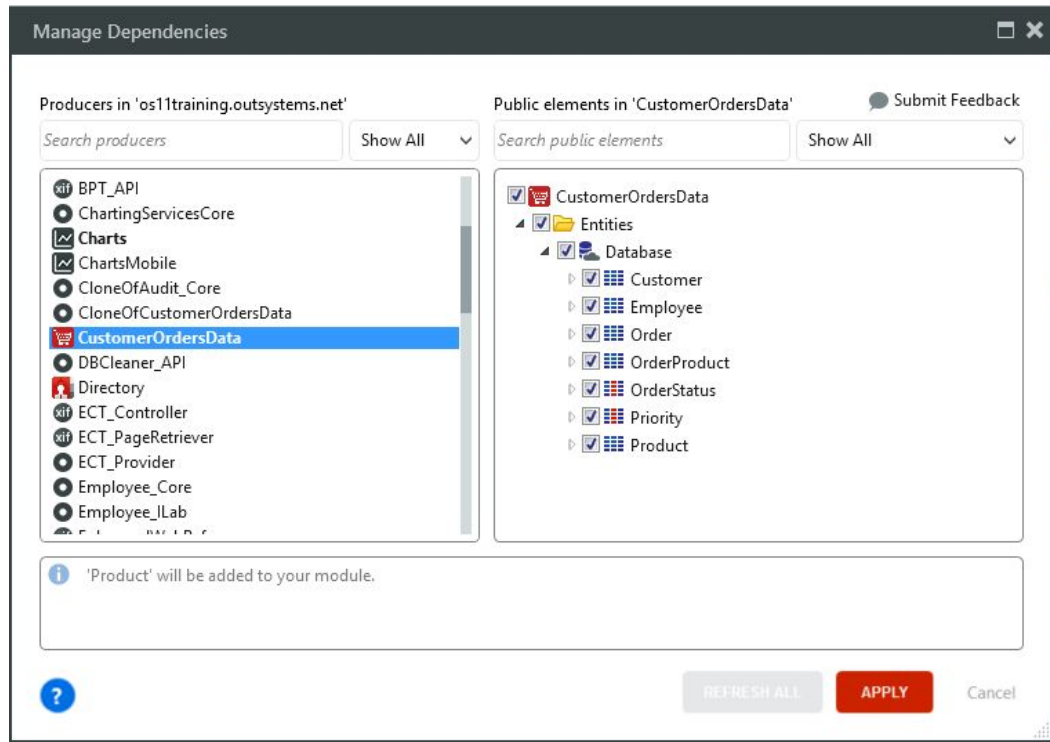 Manage Dependencies
Producers in 'os11training.outsystems.net'
Search producers
Show All
xif BPT_API
ChartingServicesCore
Charts
ChartsMobile
CloneOfAudit_Core
CloneOfCustomerOrdersData
CustomerOrdersData
DBCleaner_API
Directory
xif ECT_Controller
xif ECT_PageRetriever
ECT_Provider
Employee_Core
Employee_ILab
Public elements in 'CustomerOrdersData'
Submit Feedback
Search public elements
Show All
CustomerOrdersData
Entities
Database
Customer
Employee
Order
OrderProduct
OrderStatus
Priority
Product
'Product' will be added to your module.
?
REFRESH ALL
APPLY
Cancel